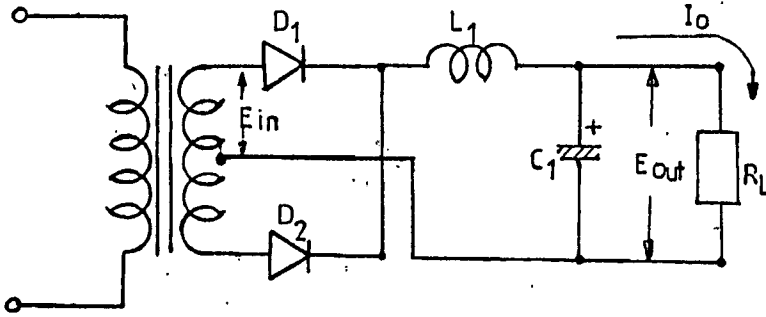 D1
L1
Io
Ein
+
C1
Eout
RL
D2